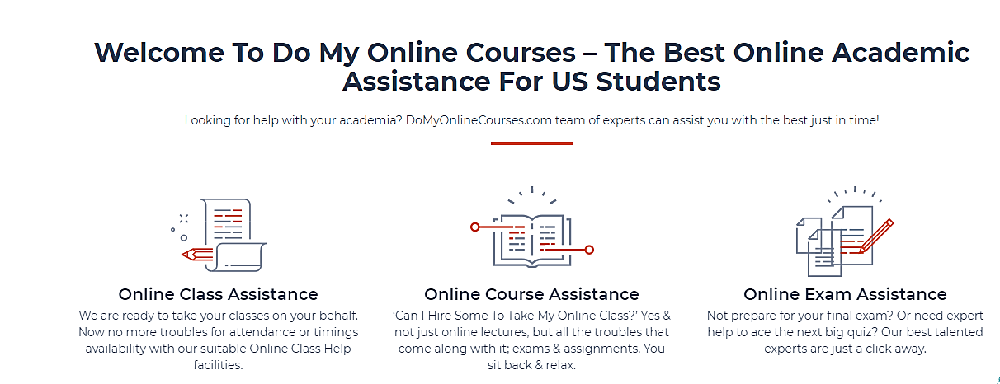 Welcome To Do My Online Courses – The Best Online Academic
Assistance For US Students
Looking for help with your academia? DoMyOnlineCourses.com team of experts can assist you with the best just in time!
Online Class Assistance
We are ready to take your classes on your behalf.
Now no more troubles for attendance or timings
availability with our suitable Online Class Help
facilities.
Online Course Assistance
‘Can I Hire Some To Take My Online Class?’ Yes &
not just online lectures, but all the troubles that
come along with it; exams & assignments. You
sit back & relax.
Online Exam Assistance
Not prepare for your final exam? Or need expert
help to ace the next big quiz? Our best talented
experts are just a click away.